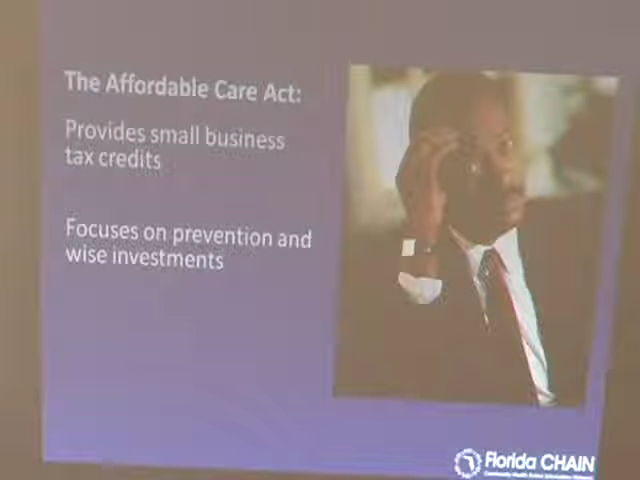 The Affordable Care Act:
Provides small business
tax credits
Focuses on prevention and
wise investments
Florida CHAIN